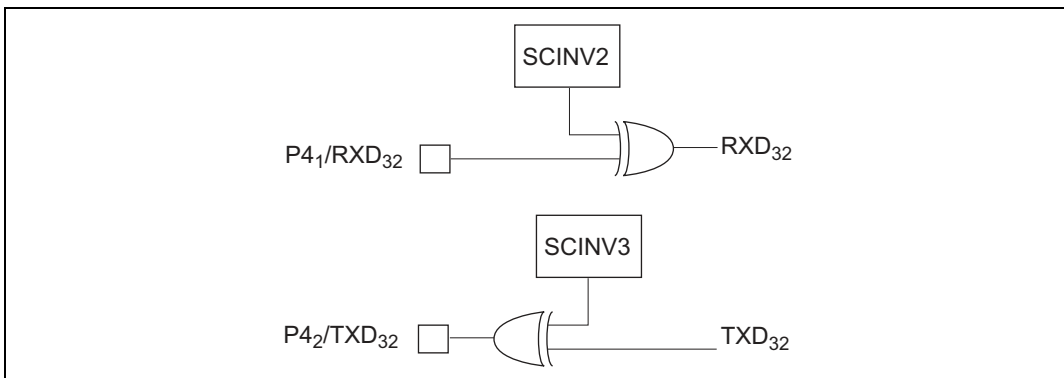 SCINV2
P4₁/RXD₃₂ RXD₃₂
SCINV3
P4₂/TXD₃₂ TXD₃₂